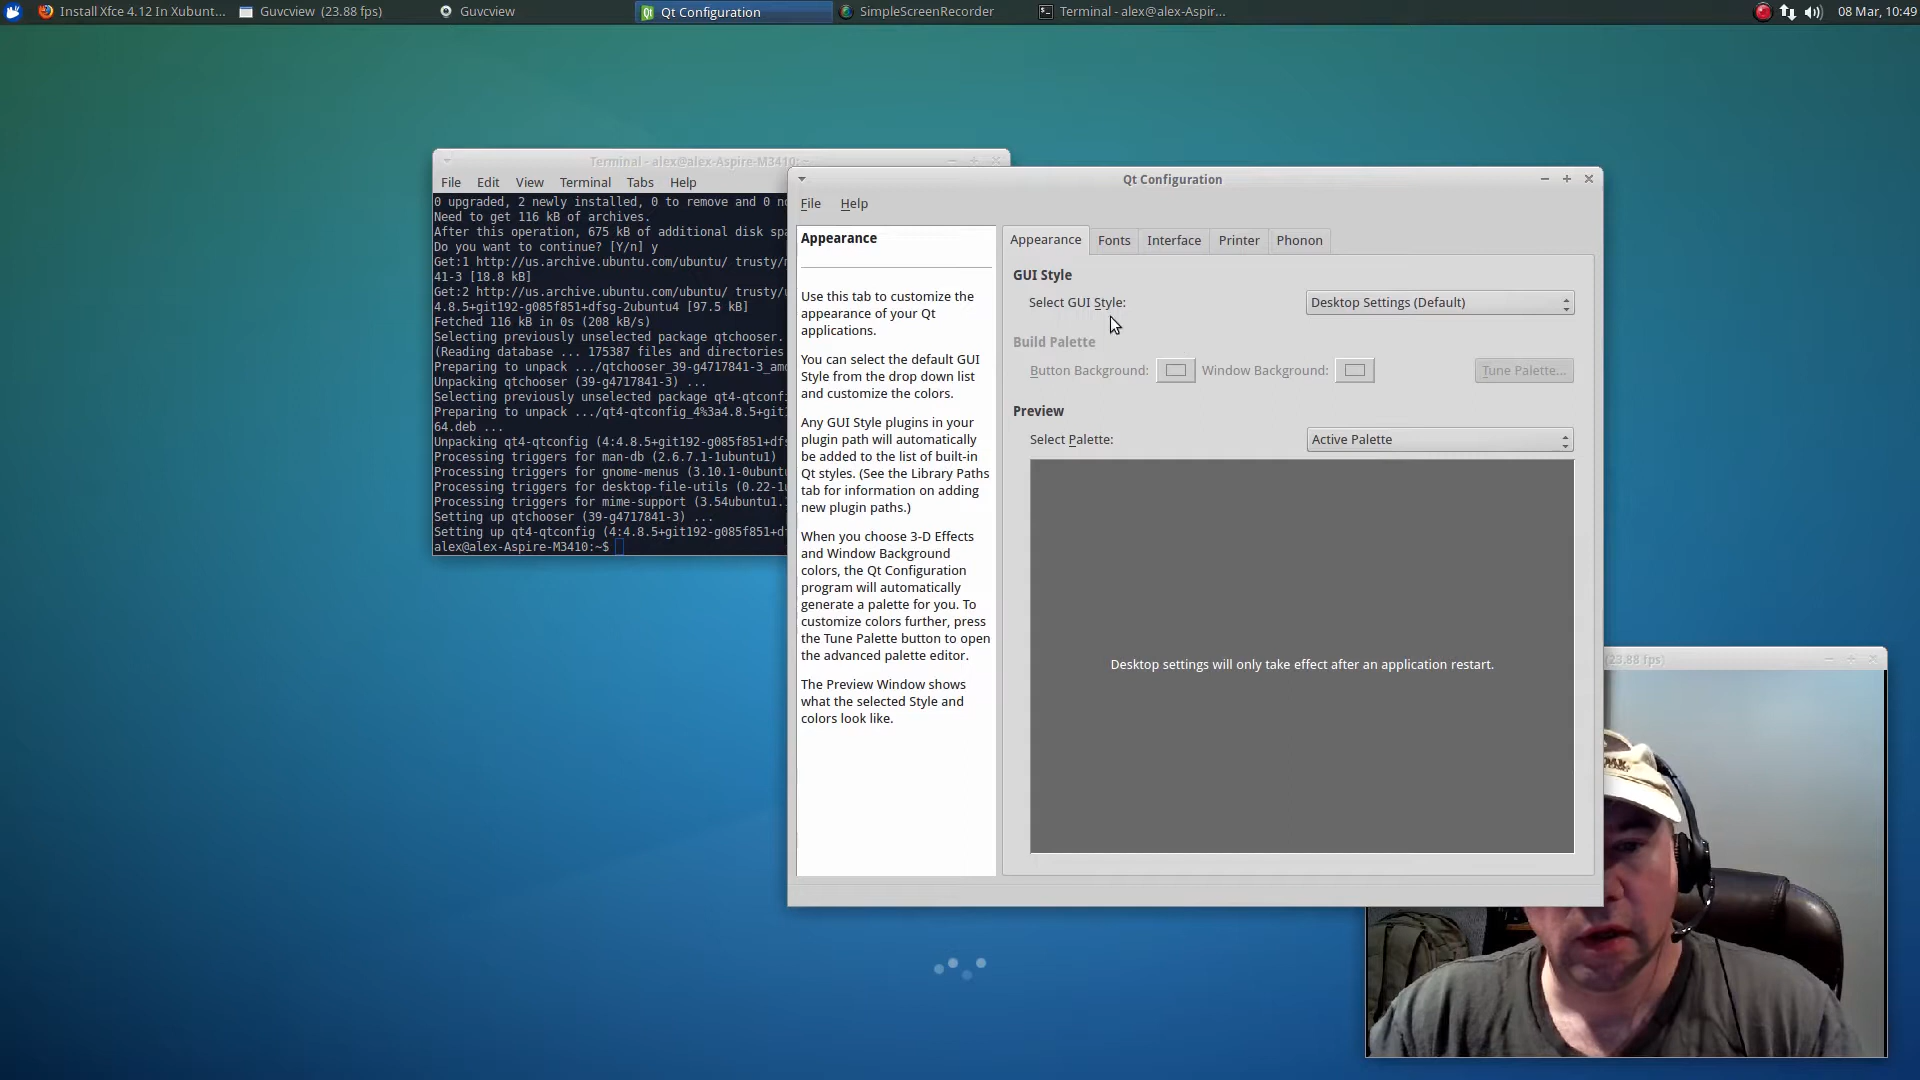 Install Xfce 4.12 In Xubunt...
Guvcview (23.88 fps)
Guvcview
Qt Configuration
SimpleScreenRecorder
Terminal - alex@alex-Aspir...
08 Mar, 10:49
Terminal - alex@alex-Aspire-M3410: ~
File Edit View Terminal Tabs Help
0 upgraded, 2 newly installed, 0 to remove and 0 n
Need to get 116 kB of archives.
After this operation, 675 kB of additional disk sp
Do you want to continue? [Y/n] y
Get:1 http://us.archive.ubuntu.com/ubuntu/ trusty/
41-3 [18.8 kB]
Get:2 http://us.archive.ubuntu.com/ubuntu/ trusty/
4.8.5+git192-g085f851+dfsg-2ubuntu4 [97.5 kB]
Fetched 116 kB in 0s (208 kB/s)
Selecting previously unselected package qtchooser.
(Reading database ... 175387 files and directories
Preparing to unpack .../qtchooser_39-g4717841-3_am
Unpacking qtchooser (39-g4717841-3) ...
Selecting previously unselected package qt4-qtconf
Preparing to unpack .../qt4-qtconfig_4%3a4.8.5+git
64.deb ...
Unpacking qt4-qtconfig (4:4.8.5+git192-g085f851+df
Processing triggers for man-db (2.6.7.1-1ubuntu1)
Processing triggers for gnome-menus (3.10.1-0ubunt
Processing triggers for desktop-file-utils (0.22-1
Processing triggers for mime-support (3.54ubuntu1.
Setting up qtchooser (39-g4717841-3) ...
Setting up qt4-qtconfig (4:4.8.5+git192-g085f851+d
alex@alex-Aspire-M3410:~$
Qt Configuration
File Help
Appearance
Use this tab to customize the
appearance of your Qt
applications.
You can select the default GUI
Style from the drop down list
and customize the colors.
Any GUI Style plugins in your
plugin path will automatically
be added to the list of built-in
Qt styles. (See the Library Paths
tab for information on adding
new plugin paths.)
When you choose 3-D Effects
and Window Background
colors, the Qt Configuration
program will automatically
generate a palette for you. To
customize colors further, press
the Tune Palette button to open
the advanced palette editor.
The Preview Window shows
what the selected Style and
colors look like.
Appearance Fonts Interface Printer Phonon
GUI Style
Select GUI Style: Desktop Settings (Default)
Build Palette
Button Background: Window Background: Tune Palette...
Preview
Select Palette: Active Palette
Desktop settings will only take effect after an application restart.
(23.88 fps)